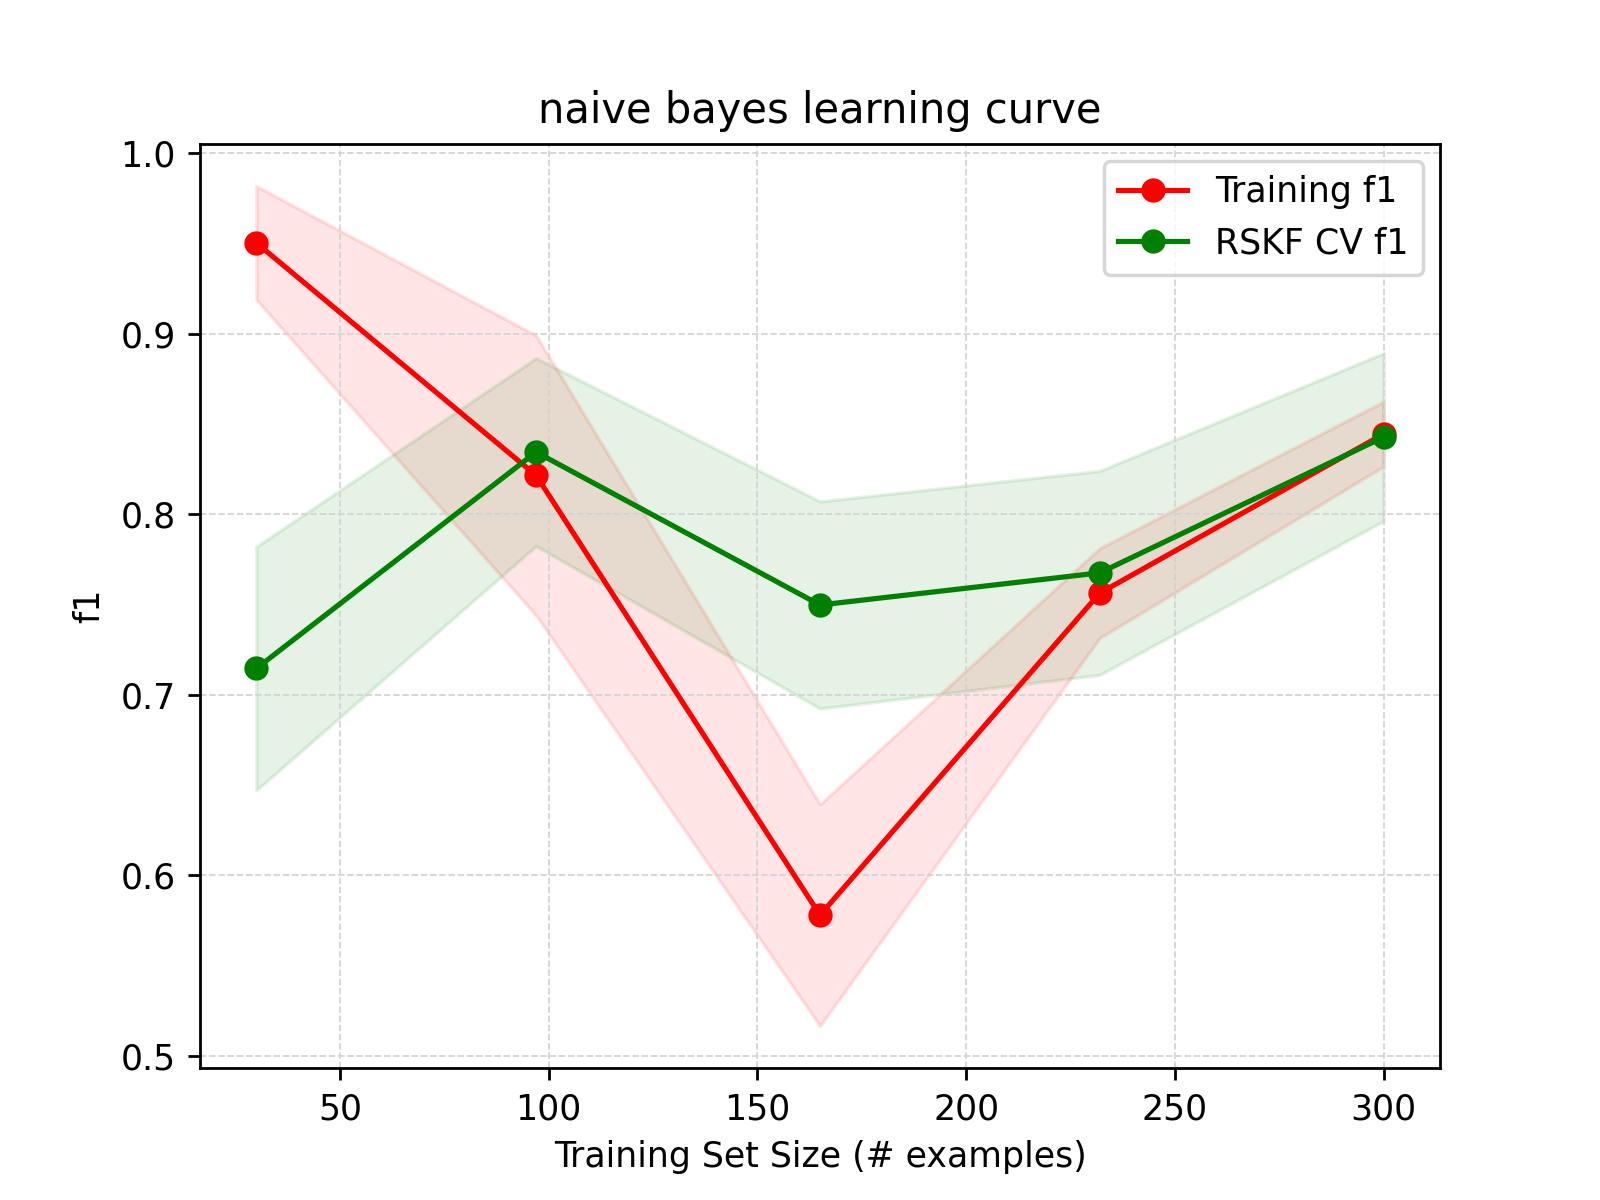 naive bayes learning curve
Training f1
RSKF CV f1
1.0
0.9
0.8
0.7
0.6
0.5
f1
50 100 150 200 250 300
Training Set Size (# examples)